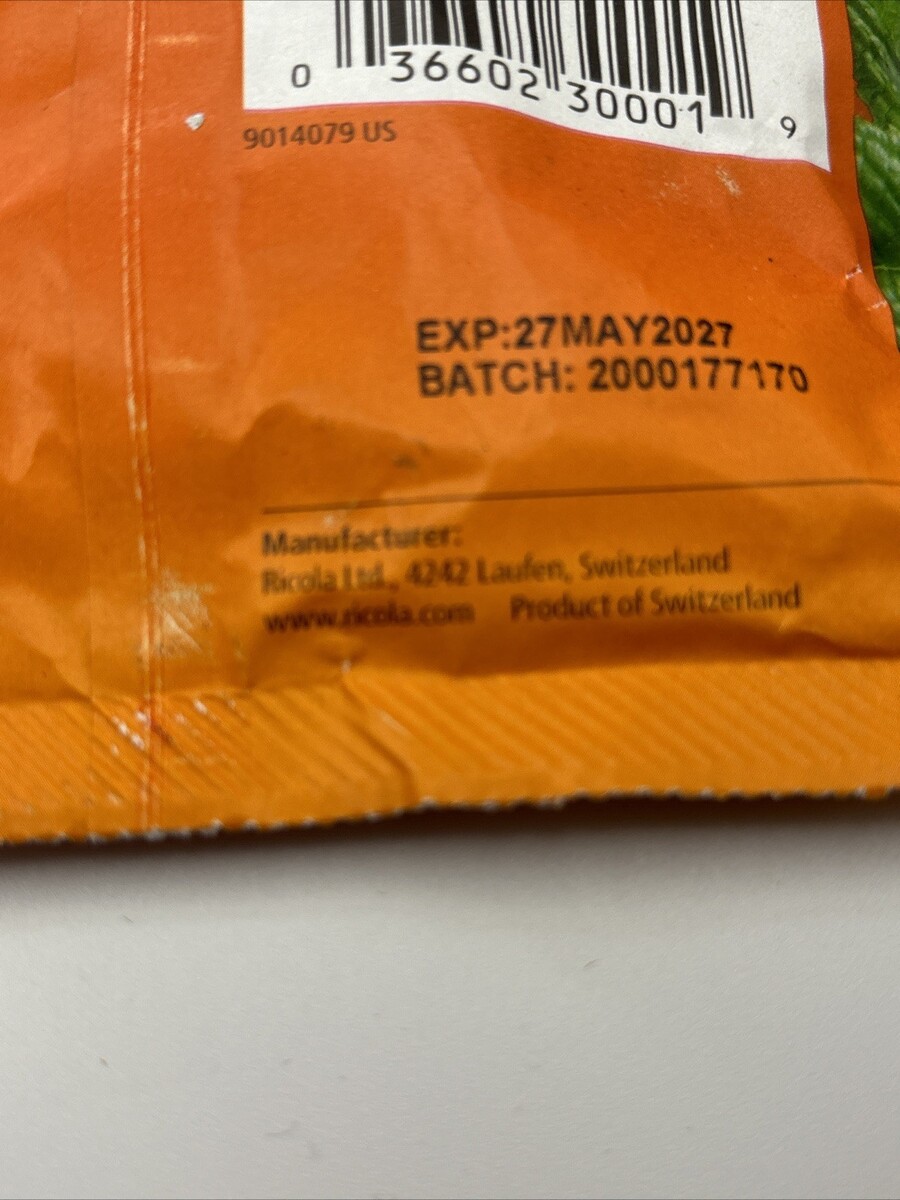 0 36602 30001 9
9014079 US
EXP:27MAY2027
BATCH: 2000177170
Manufacturer:
Ricola Ltd., 4242 Laufen, Switzerland
www.ricola.com Product of Switzerland